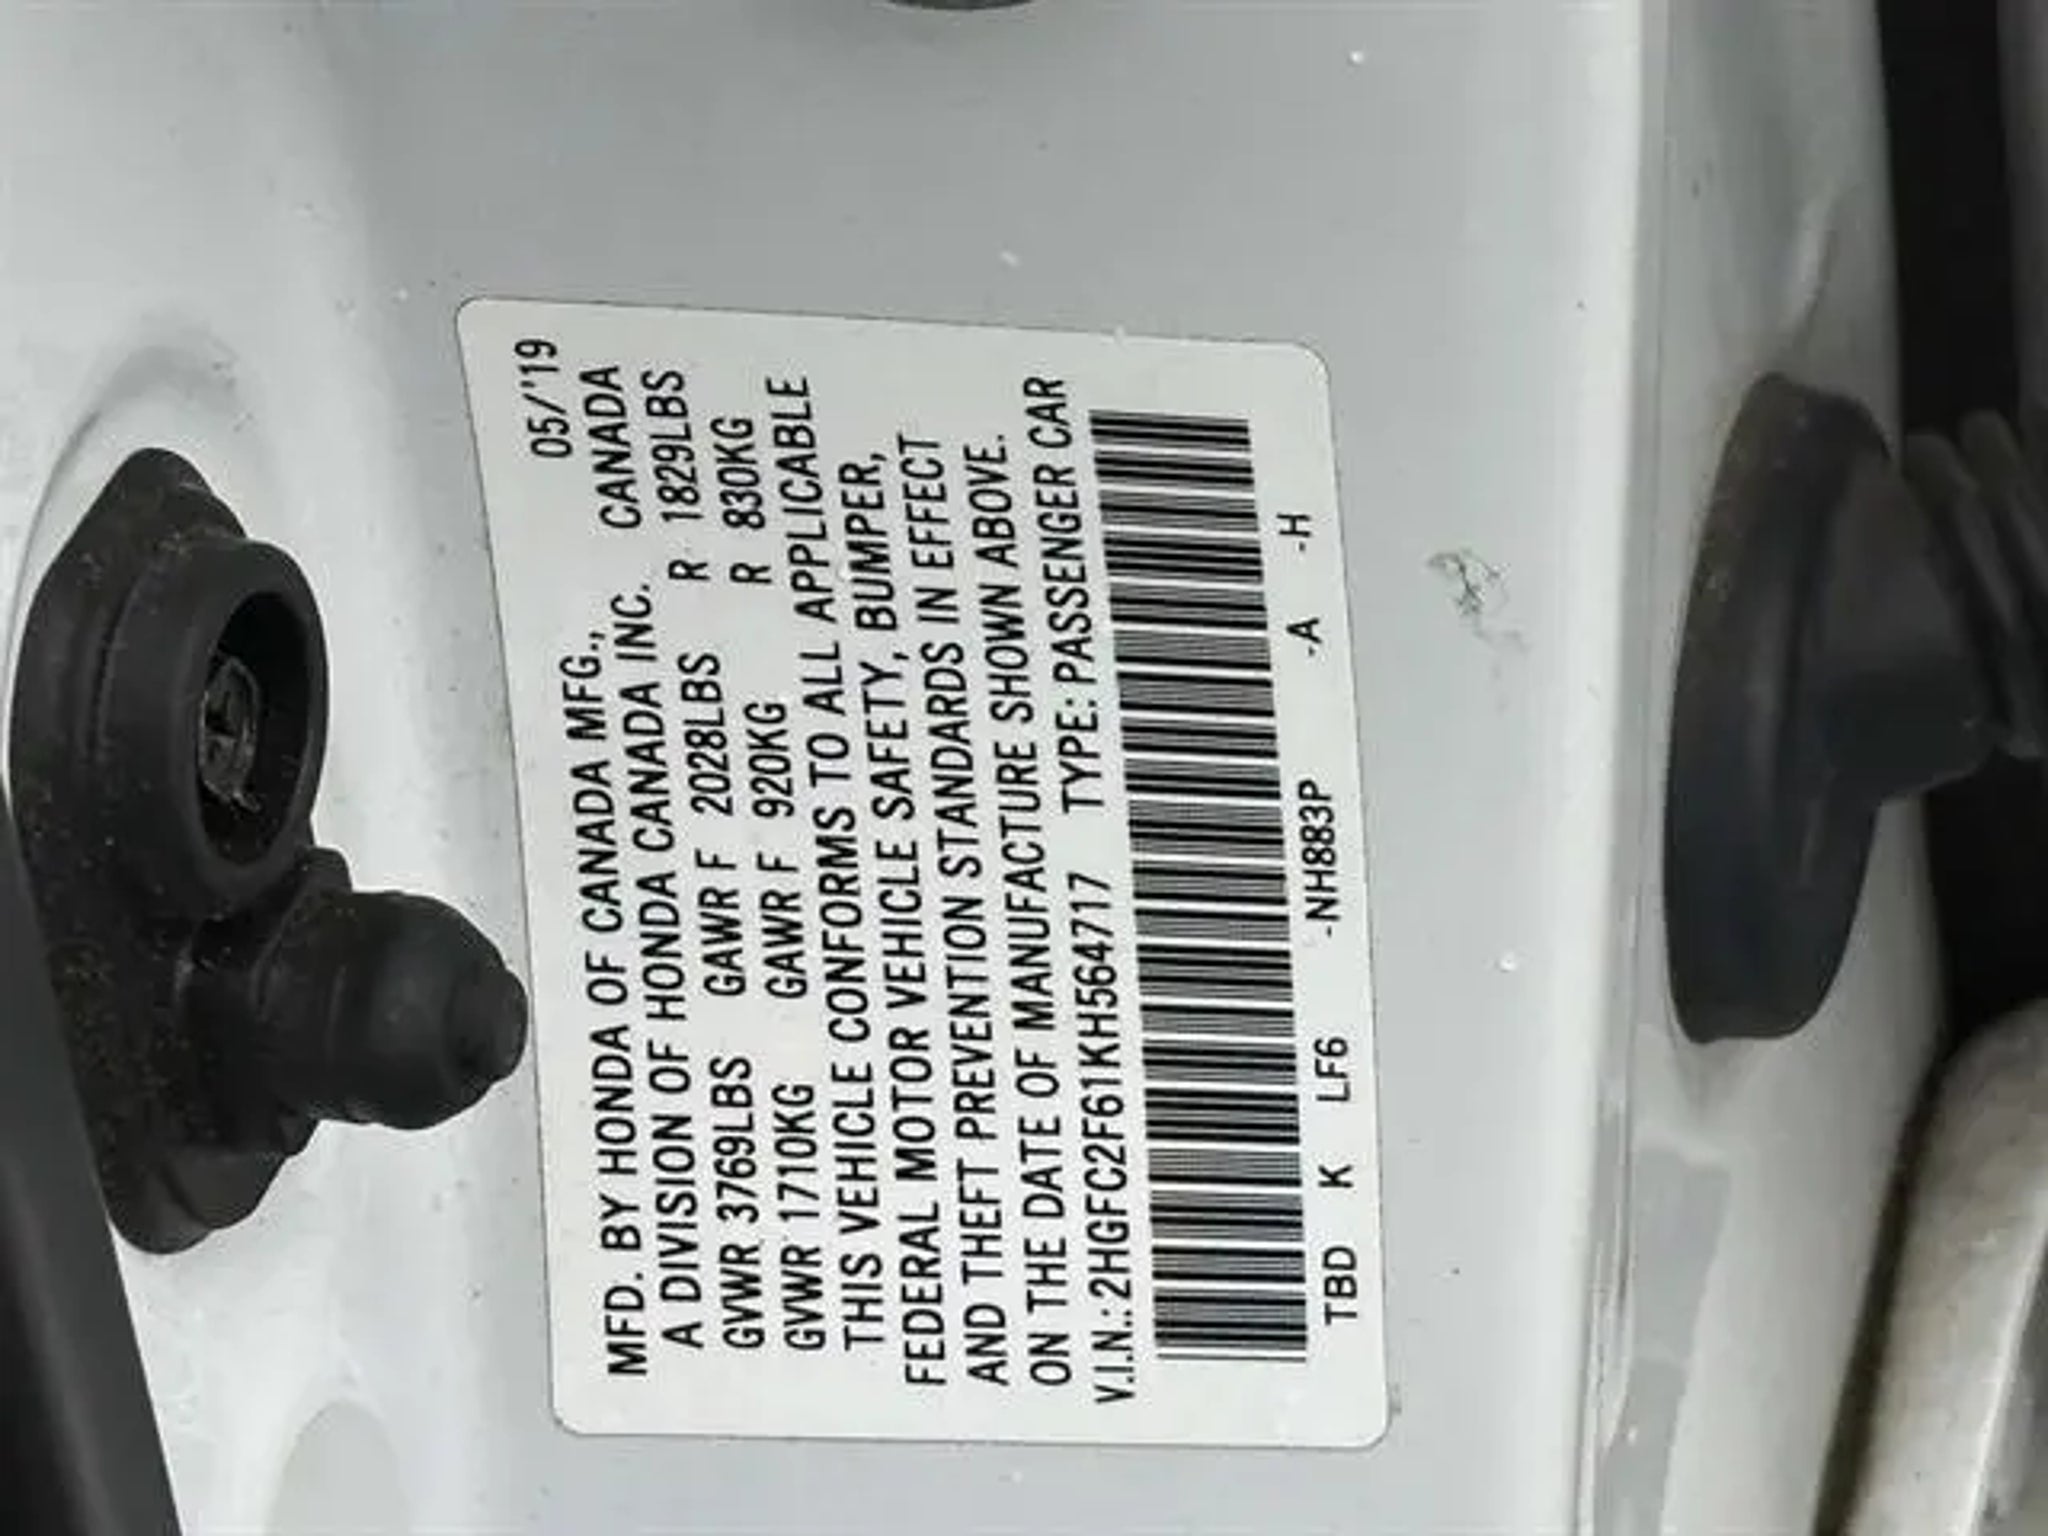 05/'19
MFD. BY HONDA OF CANADA MFG.,
A DIVISION OF HONDA CANADA INC. CANADA
GVWR 3769LBS GAWR F 2028LBS R 1829LBS
GVWR 1710KG GAWR F 920KG R 830KG
THIS VEHICLE CONFORMS TO ALL APPLICABLE
FEDERAL MOTOR VEHICLE SAFETY, BUMPER,
AND THEFT PREVENTION STANDARDS IN EFFECT
ON THE DATE OF MANUFACTURE SHOWN ABOVE.
V.I.N.:2HGFC2F61KH564717 TYPE: PASSENGER CAR
TBD K LF6 -NH883P -A -H